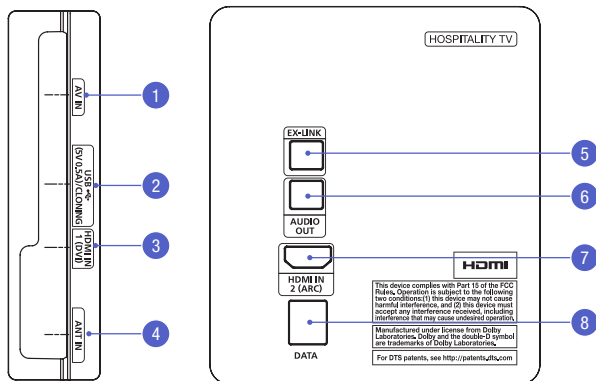 AV IN
1
USB
(5V 0.5A)/CLONING
2
HDMI IN
1 (DVI)
3
ANT IN
4
HOSPITALITY TV
EX-LINK
5
6
AUDIO
OUT
7
HDMI IN
2 (ARC)
HDMI
This device complies with Part 15 of the FCC
Rules. Operation is subject to the following
two conditions:(1) this device may not cause
harmful interference, and (2) this device must
accept any interference received, including
interference that may cause undesired operation.
8
Manufactured under license from Dolby
Laboratories. Dolby and the double-D symbol
are trademarks of Dolby Laboratories.
DATA
For DTS patents, see http://patents.dts.com